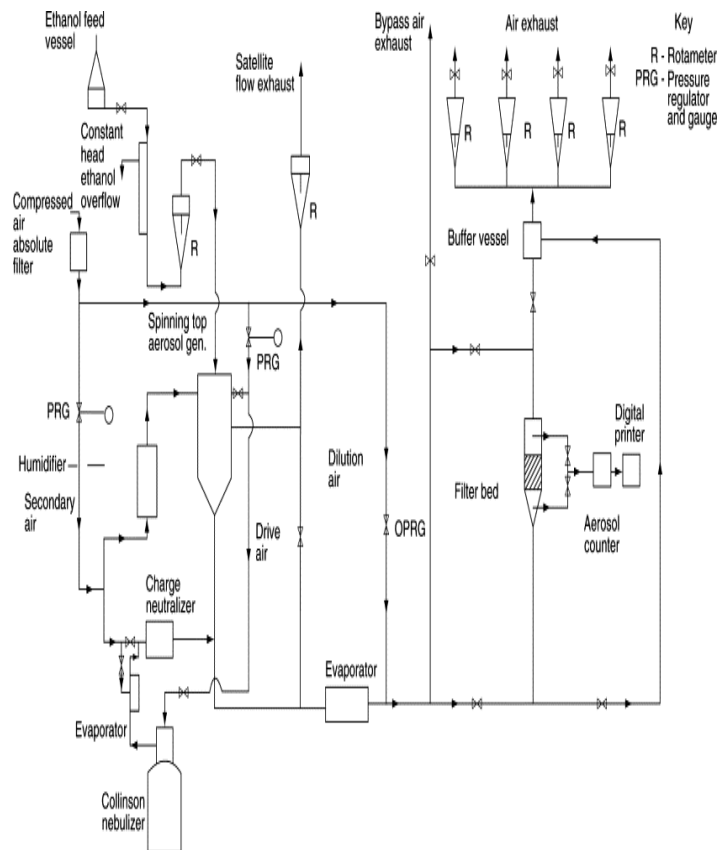 Ethanol feed
vessel
Bypass air
exhaust
Air exhaust
Key
R - Rotameter
PRG - Pressure
regulator
and gauge
Satellite
flow exhaust
Constant
head
ethanol
overflow
Compressed
air
absolute
filter
R
R
R
R
R
R
Buffer vessel
Spinning top
aerosol gen.
PRG
PRG
Humidifier
Secondary
air
Dilution
air
Drive
air
OPRG
Filter bed
Digital
printer
Aerosol
counter
Charge
neutralizer
Evaporator
Evaporator
Collinson
nebulizer